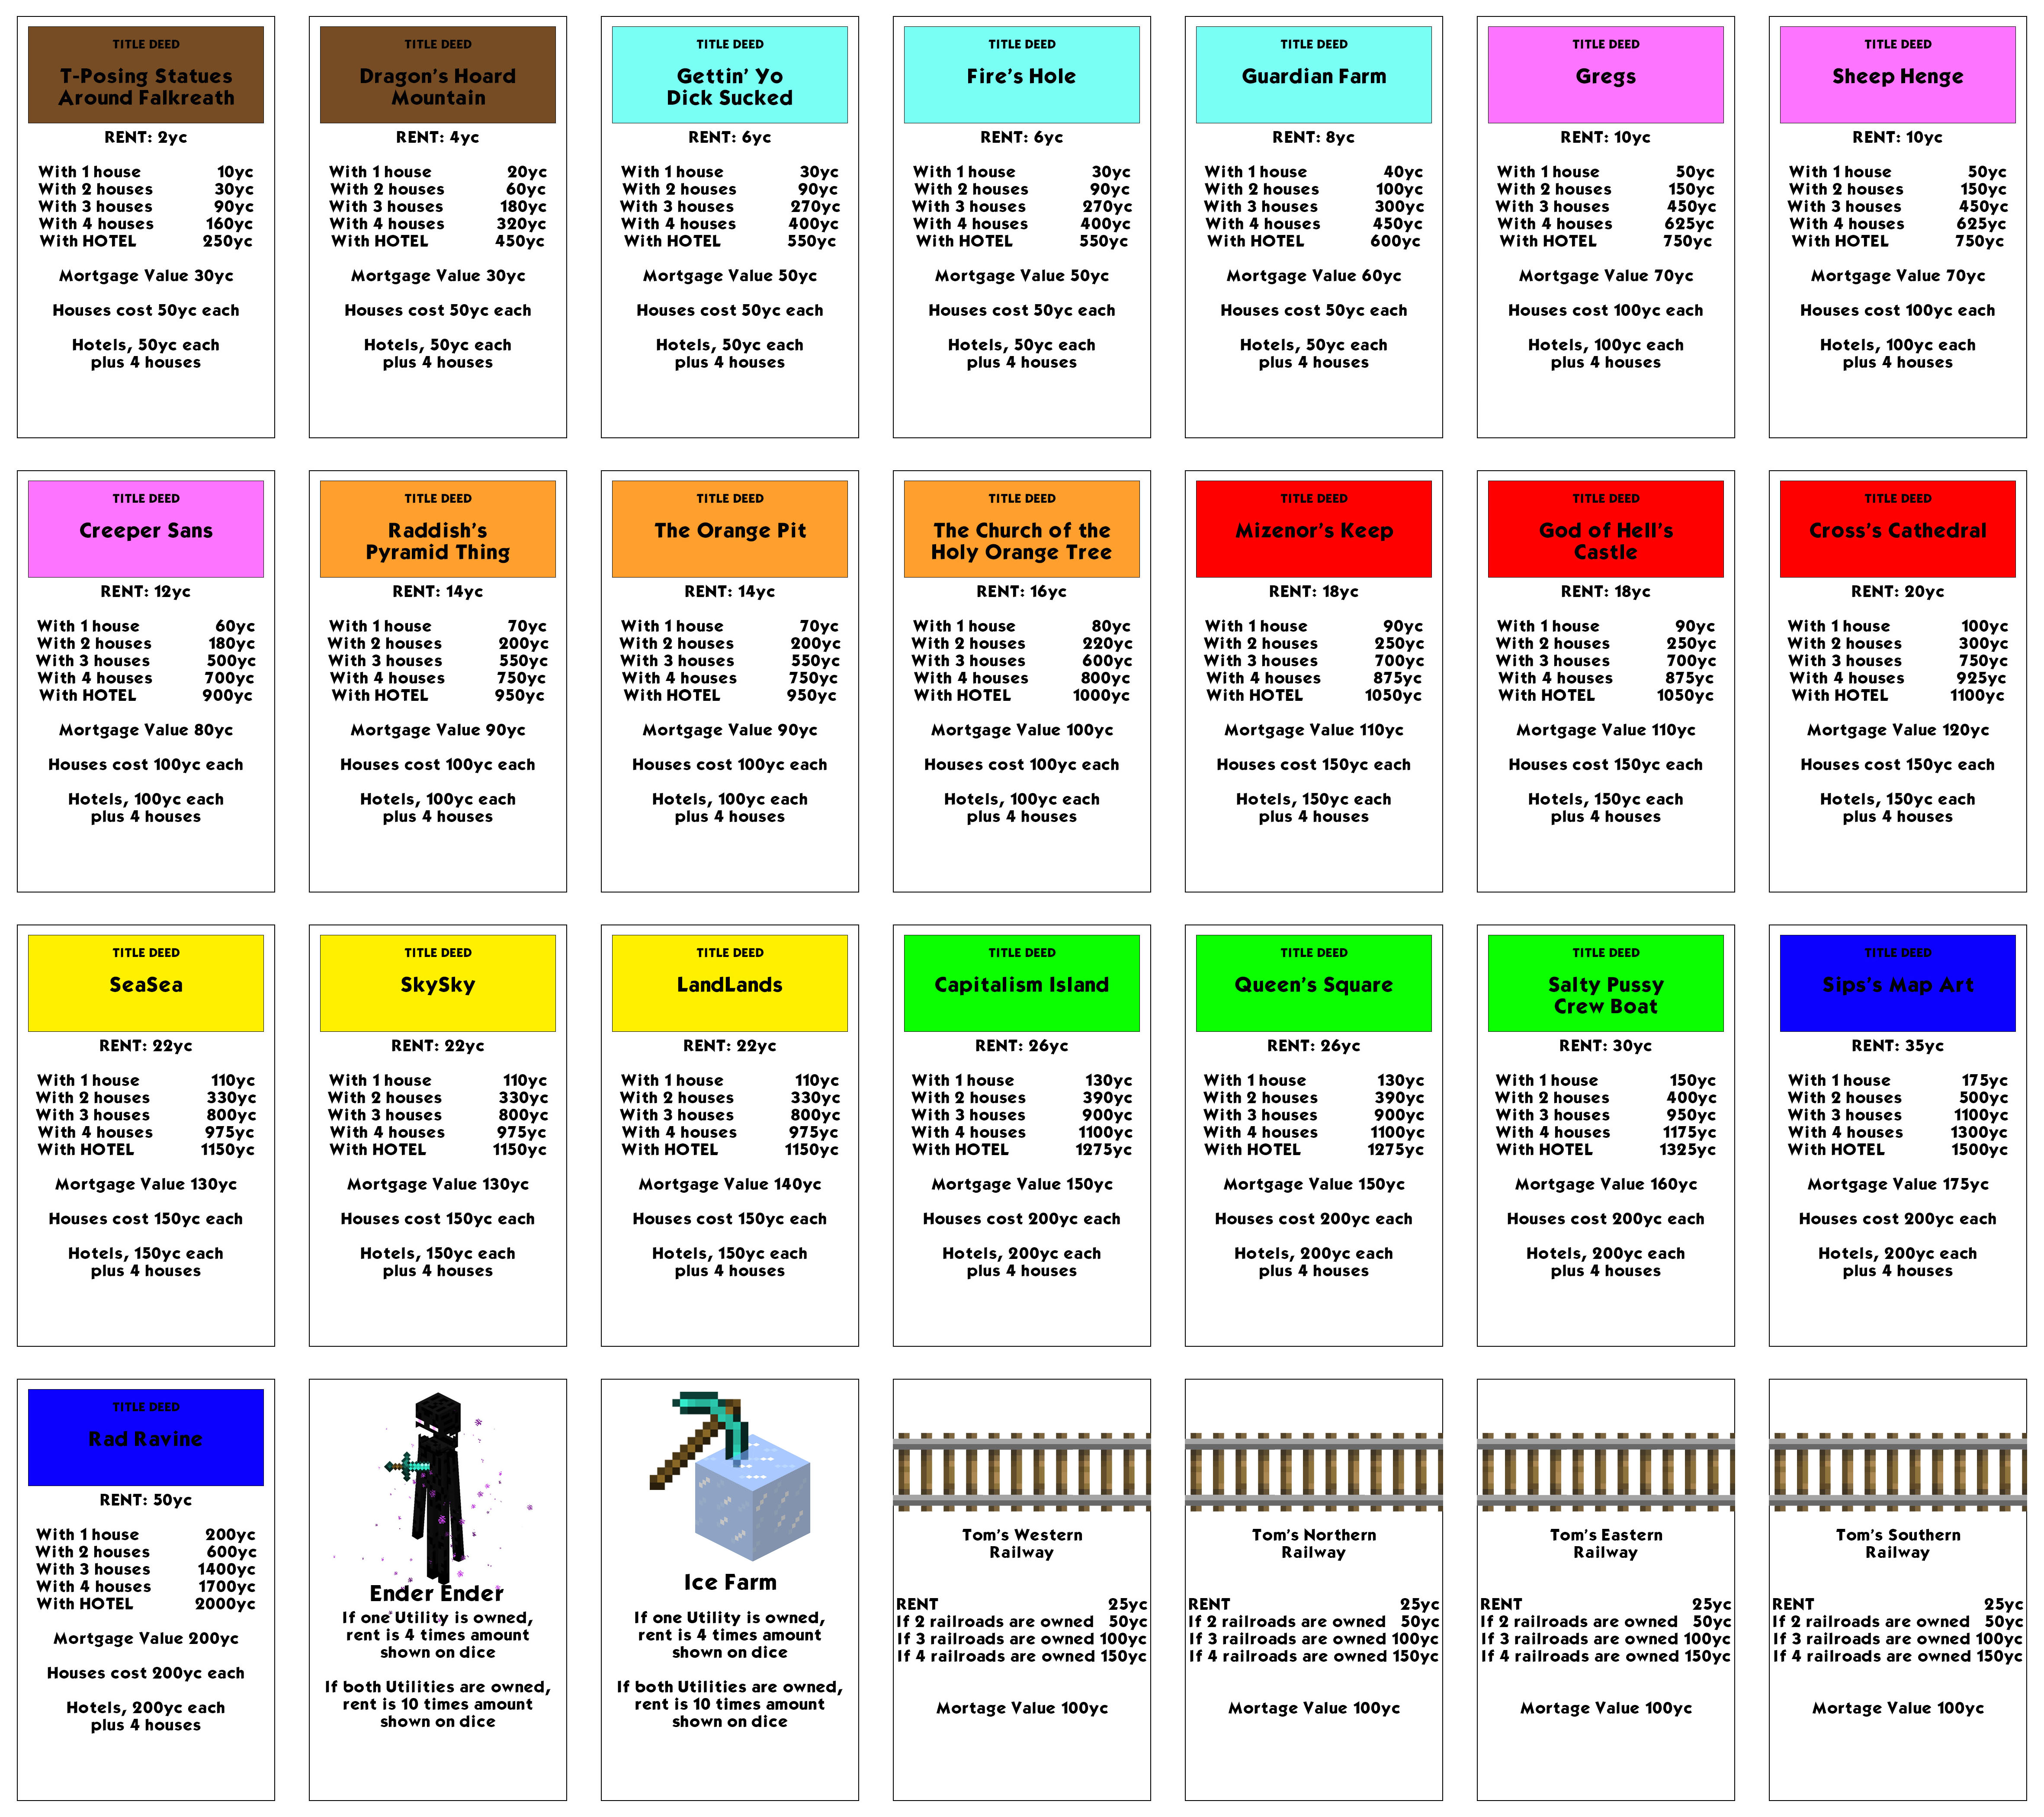 TITLE DEED
T-Posing Statues
Around Falkreath
RENT: 2yc
With 1 house 10yc
With 2 houses 30yc
With 3 houses 90yc
With 4 houses 160yc
With HOTEL 250yc
Mortgage Value 30yc
Houses cost 50yc each
Hotels, 50yc each
plus 4 houses
TITLE DEED
Dragon's Hoard
Mountain
RENT: 4yc
With 1 house 20yc
With 2 houses 60yc
With 3 houses 180yc
With 4 houses 320yc
With HOTEL 450yc
Mortgage Value 30yc
Houses cost 50yc each
Hotels, 50yc each
plus 4 houses
TITLE DEED
Gettin' Yo
Dick Sucked
RENT: 6yc
With 1 house 30yc
With 2 houses 90yc
With 3 houses 270yc
With 4 houses 400yc
With HOTEL 550yc
Mortgage Value 50yc
Houses cost 50yc each
Hotels, 50yc each
plus 4 houses
TITLE DEED
Fire's Hole
RENT: 6yc
With 1 house 30yc
With 2 houses 90yc
With 3 houses 270yc
With 4 houses 400yc
With HOTEL 550yc
Mortgage Value 50yc
Houses cost 50yc each
Hotels, 50yc each
plus 4 houses
TITLE DEED
Guardian Farm
RENT: 8yc
With 1 house 40yc
With 2 houses 100yc
With 3 houses 300yc
With 4 houses 450yc
With HOTEL 600yc
Mortgage Value 60yc
Houses cost 50yc each
Hotels, 50yc each
plus 4 houses
TITLE DEED
Gregs
RENT: 10yc
With 1 house 50yc
With 2 houses 150yc
With 3 houses 450yc
With 4 houses 625yc
With HOTEL 750yc
Mortgage Value 70yc
Houses cost 100yc each
Hotels, 100yc each
plus 4 houses
TITLE DEED
Sheep Henge
RENT: 10yc
With 1 house 50yc
With 2 houses 150yc
With 3 houses 450yc
With 4 houses 625yc
With HOTEL 750yc
Mortgage Value 70yc
Houses cost 100yc each
Hotels, 100yc each
plus 4 houses
TITLE DEED
Creeper Sans
RENT: 12yc
With 1 house 60yc
With 2 houses 180yc
With 3 houses 500yc
With 4 houses 700yc
With HOTEL 900yc
Mortgage Value 80yc
Houses cost 100yc each
Hotels, 100yc each
plus 4 houses
TITLE DEED
Raddish's
Pyramid Thing
RENT: 14yc
With 1 house 70yc
With 2 houses 200yc
With 3 houses 550yc
With 4 houses 750yc
With HOTEL 950yc
Mortgage Value 90yc
Houses cost 100yc each
Hotels, 100yc each
plus 4 houses
TITLE DEED
The Orange Pit
RENT: 14yc
With 1 house 70yc
With 2 houses 200yc
With 3 houses 550yc
With 4 houses 750yc
With HOTEL 950yc
Mortgage Value 90yc
Houses cost 100yc each
Hotels, 100yc each
plus 4 houses
TITLE DEED
The Church of the
Holy Orange Tree
RENT: 16yc
With 1 house 80yc
With 2 houses 220yc
With 3 houses 600yc
With 4 houses 800yc
With HOTEL 1000yc
Mortgage Value 100yc
Houses cost 100yc each
Hotels, 100yc each
plus 4 houses
TITLE DEED
Mizenor's Keep
RENT: 18yc
With 1 house 90yc
With 2 houses 250yc
With 3 houses 700yc
With 4 houses 875yc
With HOTEL 1050yc
Mortgage Value 110yc
Houses cost 150yc each
Hotels, 150yc each
plus 4 houses
TITLE DEED
God of Hell's
Castle
RENT: 18yc
With 1 house 90yc
With 2 houses 250yc
With 3 houses 700yc
With 4 houses 875yc
With HOTEL 1050yc
Mortgage Value 110yc
Houses cost 150yc each
Hotels, 150yc each
plus 4 houses
TITLE DEED
Cross's Cathedral
RENT: 20yc
With 1 house 100yc
With 2 houses 300yc
With 3 houses 750yc
With 4 houses 925yc
With HOTEL 1100yc
Mortgage Value 120yc
Houses cost 150yc each
Hotels, 150yc each
plus 4 houses
TITLE DEED
SeaSea
RENT: 22yc
With 1 house 110yc
With 2 houses 330yc
With 3 houses 800yc
With 4 houses 975yc
With HOTEL 1150yc
Mortgage Value 130yc
Houses cost 150yc each
Hotels, 150yc each
plus 4 houses
TITLE DEED
SkySky
RENT: 22yc
With 1 house 110yc
With 2 houses 330yc
With 3 houses 800yc
With 4 houses 975yc
With HOTEL 1150yc
Mortgage Value 130yc
Houses cost 150yc each
Hotels, 150yc each
plus 4 houses
TITLE DEED
LandLands
RENT: 22yc
With 1 house 110yc
With 2 houses 330yc
With 3 houses 800yc
With 4 houses 975yc
With HOTEL 1150yc
Mortgage Value 140yc
Houses cost 150yc each
Hotels, 150yc each
plus 4 houses
TITLE DEED
Capitalism Island
RENT: 26yc
With 1 house 130yc
With 2 houses 390yc
With 3 houses 900yc
With 4 houses 1100yc
With HOTEL 1275yc
Mortgage Value 150yc
Houses cost 200yc each
Hotels, 200yc each
plus 4 houses
TITLE DEED
Queen's Square
RENT: 26yc
With 1 house 130yc
With 2 houses 390yc
With 3 houses 900yc
With 4 houses 1100yc
With HOTEL 1275yc
Mortgage Value 150yc
Houses cost 200yc each
Hotels, 200yc each
plus 4 houses
TITLE DEED
Salty Pussy
Crew Boat
RENT: 30yc
With 1 house 150yc
With 2 houses 400yc
With 3 houses 950yc
With 4 houses 1175yc
With HOTEL 1325yc
Mortgage Value 160yc
Houses cost 200yc each
Hotels, 200yc each
plus 4 houses
TITLE DEED
Sips's Map Art
RENT: 35yc
With 1 house 175yc
With 2 houses 500yc
With 3 houses 1100yc
With 4 houses 1300yc
With HOTEL 1500yc
Mortgage Value 175yc
Houses cost 200yc each
Hotels, 200yc each
plus 4 houses
TITLE DEED
Rad Ravine
RENT: 50yc
With 1 house 200yc
With 2 houses 600yc
With 3 houses 1400yc
With 4 houses 1700yc
With HOTEL 2000yc
Mortgage Value 200yc
Houses cost 200yc each
Hotels, 200yc each
plus 4 houses
Ender Ender
If one Utility is owned,
rent is 4 times amount
shown on dice
If both Utilities are owned,
rent is 10 times amount
shown on dice
Ice Farm
If one Utility is owned,
rent is 4 times amount
shown on dice
If both Utilities are owned,
rent is 10 times amount
shown on dice
Tom's Western
Railway
RENT 25yc
If 2 railroads are owned 50yc
If 3 railroads are owned 100yc
If 4 railroads are owned 150yc
Mortage Value 100yc
Tom's Northern
Railway
RENT 25yc
If 2 railroads are owned 50yc
If 3 railroads are owned 100yc
If 4 railroads are owned 150yc
Mortage Value 100yc
Tom's Eastern
Railway
RENT 25yc
If 2 railroads are owned 50yc
If 3 railroads are owned 100yc
If 4 railroads are owned 150yc
Mortage Value 100yc
Tom's Southern
Railway
RENT 25yc
If 2 railroads are owned 50yc
If 3 railroads are owned 100yc
If 4 railroads are owned 150yc
Mortage Value 100yc